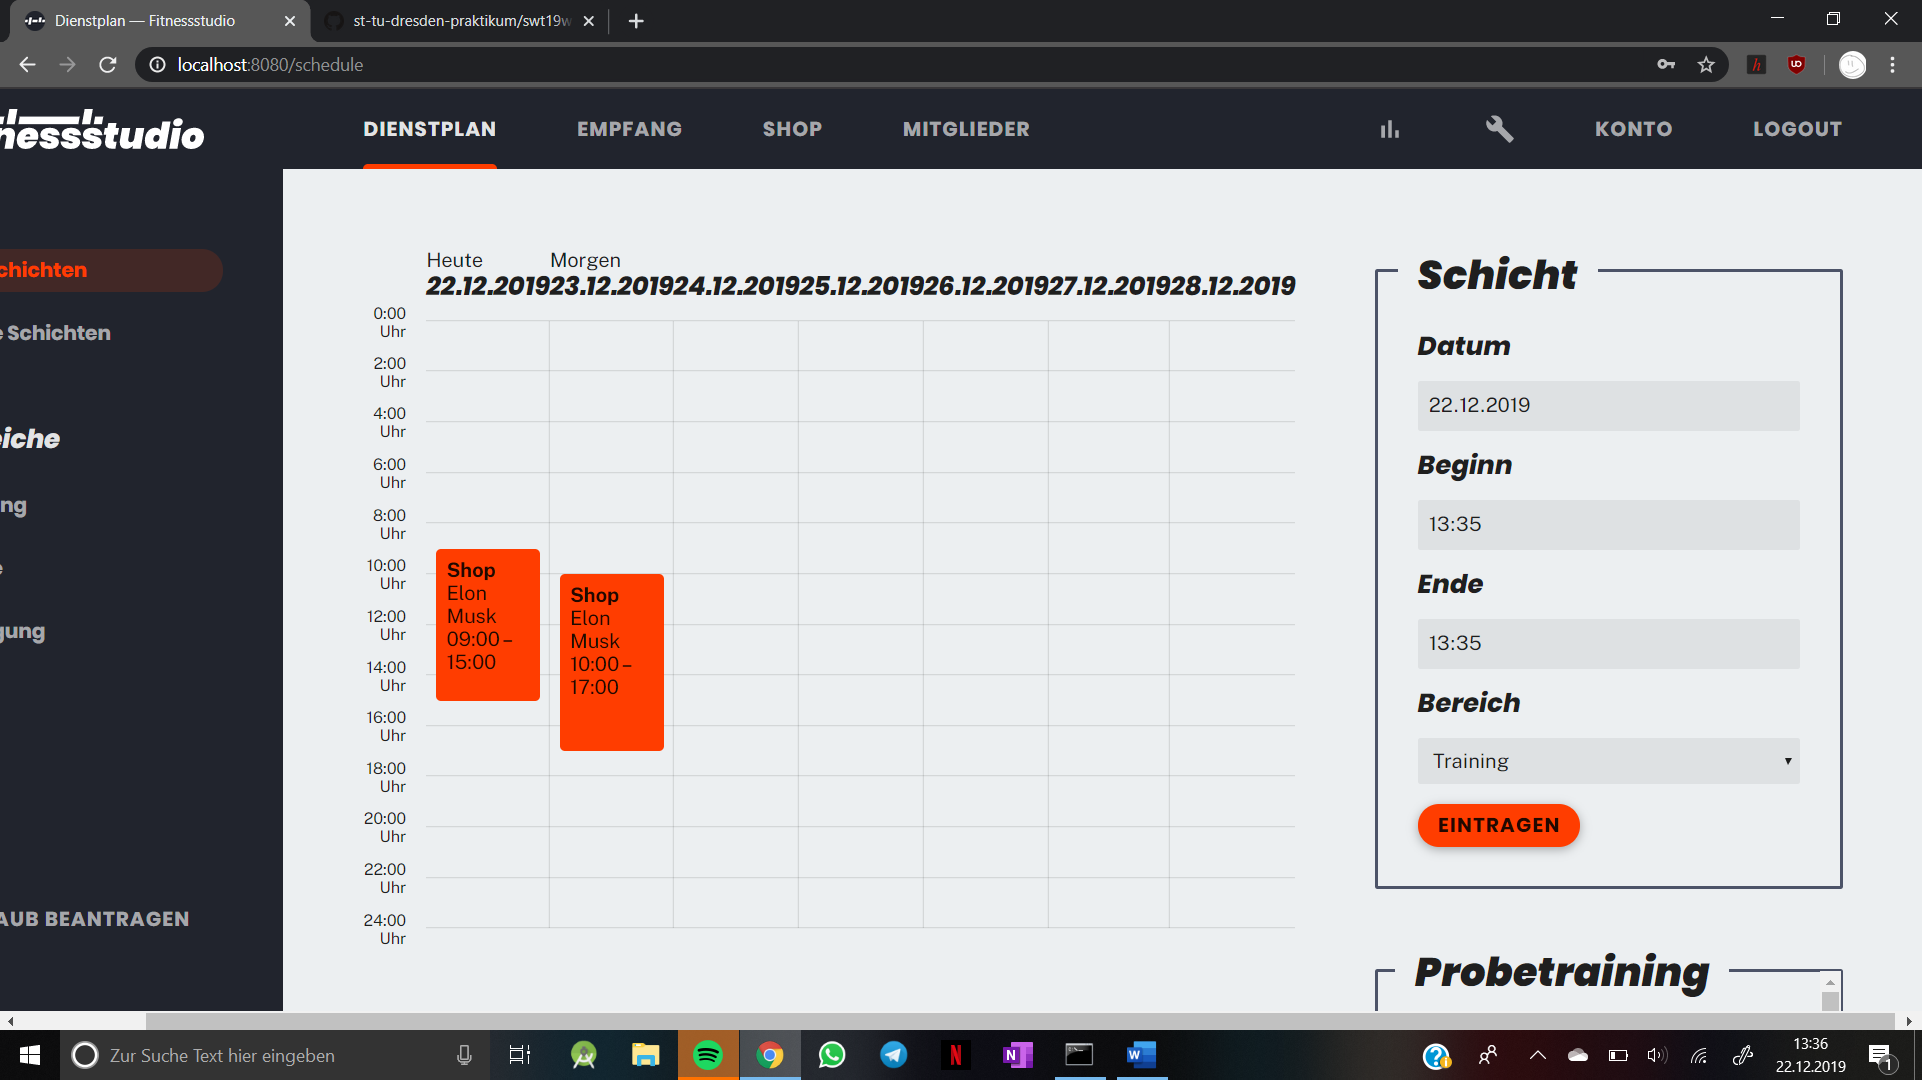 Dienstplan — Fitnessstudio
st-tu-dresden-praktikum/swt19w
localhost:8080/schedule
nessstudio
DIENSTPLAN
EMPFANG
SHOP
MITGLIEDER
KONTO
LOGOUT
chichten
e Schichten
eiche
ng
e
gung
AUB BEANTRAGEN
Heute
Morgen
22.12.2019 23.12.2019 24.12.2019 25.12.2019 26.12.2019 27.12.2019 28.12.2019
0:00
Uhr
2:00
Uhr
4:00
Uhr
6:00
Uhr
8:00
Uhr
10:00
Uhr
12:00
Uhr
14:00
Uhr
16:00
Uhr
18:00
Uhr
20:00
Uhr
22:00
Uhr
24:00
Uhr
Shop
Elon
Musk
09:00 –
15:00
Shop
Elon
Musk
10:00 –
17:00
Schicht
Datum
22.12.2019
Beginn
13:35
Ende
13:35
Bereich
Training
EINTRAGEN
Probetraining
Zur Suche Text hier eingeben
13:36
22.12.2019
1